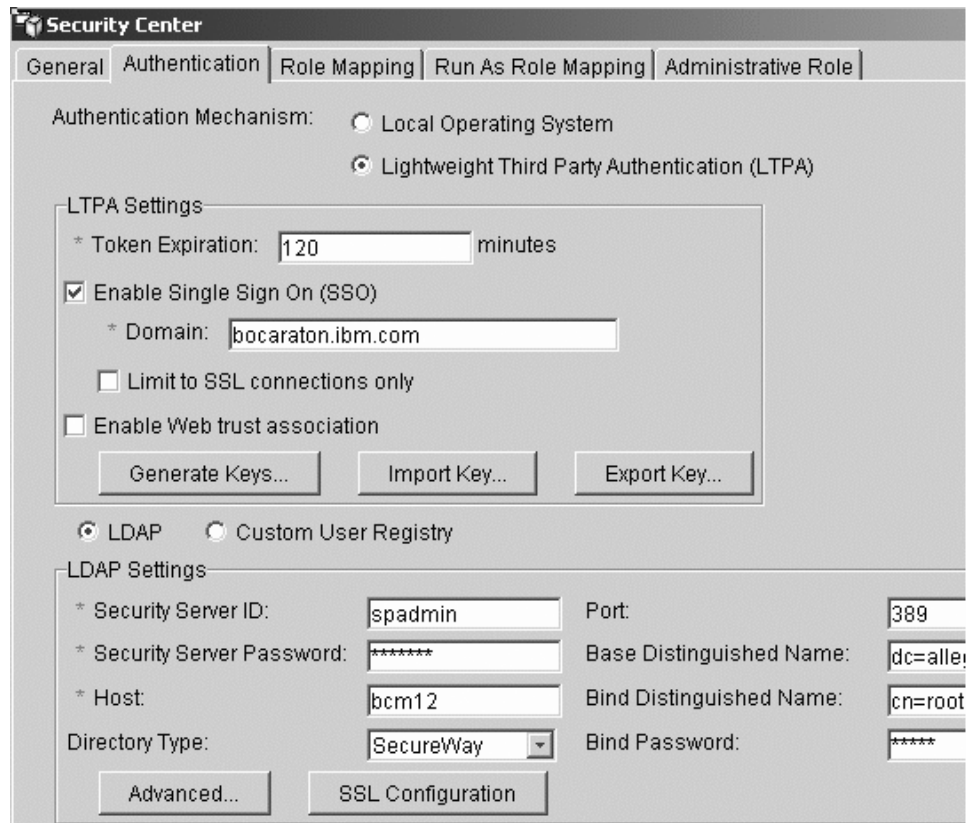 Security Center
General Authentication Role Mapping Run As Role Mapping Administrative Role
Authentication Mechanism: Local Operating System
Lightweight Third Party Authentication (LTPA)
LTPA Settings
* Token Expiration: 120 minutes
Enable Single Sign On (SSO)
* Domain: bocaraton.ibm.com
Limit to SSL connections only
Enable Web trust association
Generate Keys... Import Key... Export Key...
LDAP Custom User Registry
LDAP Settings
* Security Server ID: spadmin Port: 389
* Security Server Password: ******* Base Distinguished Name: dc=alle
* Host: bcm12 Bind Distinguished Name: cn=root
Directory Type: SecureWay Bind Password: *****
Advanced... SSL Configuration